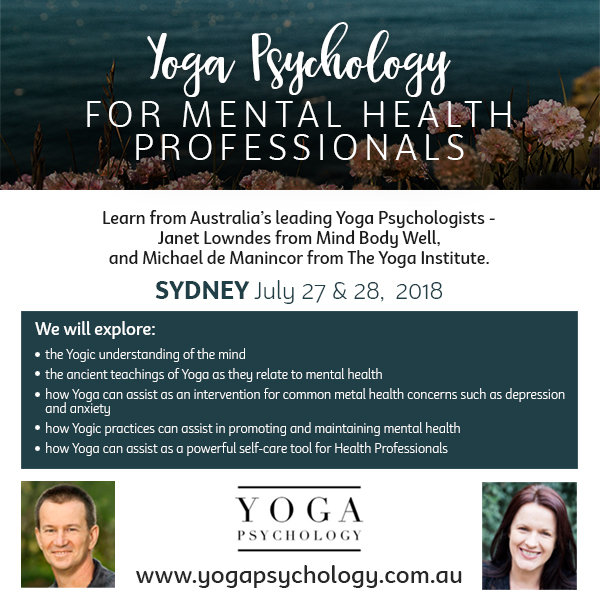 Yoga Psychology
FOR MENTAL HEALTH
PROFESSIONALS
Learn from Australia's leading Yoga Psychologists -
Janet Lowndes from Mind Body Well,
and Michael de Manincor from The Yoga Institute.
SYDNEY July 27 & 28, 2018
We will explore:
• the Yogic understanding of the mind
• the ancient teachings of Yoga as they relate to mental health
• how Yoga can assist as an intervention for common metal health concerns such as depression
and anxiety
• how Yogic practices can assist in promoting and maintaining mental health
• how Yoga can assist as a powerful self-care tool for Health Professionals
YOGA
PSYCHOLOGY
www.yogapsychology.com.au